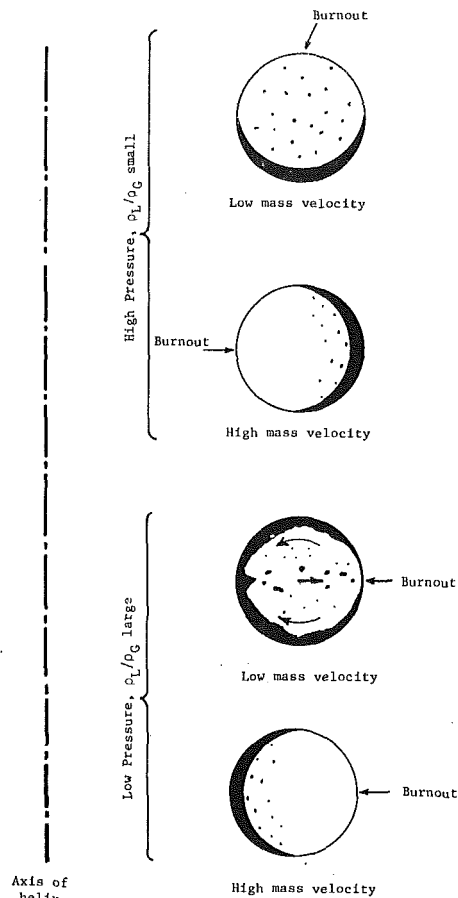 Burnout
High Pressure, ρL/ρG small
Low mass velocity
Burnout
High mass velocity
Low Pressure, ρL/ρG large
Burnout
Low mass velocity
Burnout
Axis of
High mass velocity